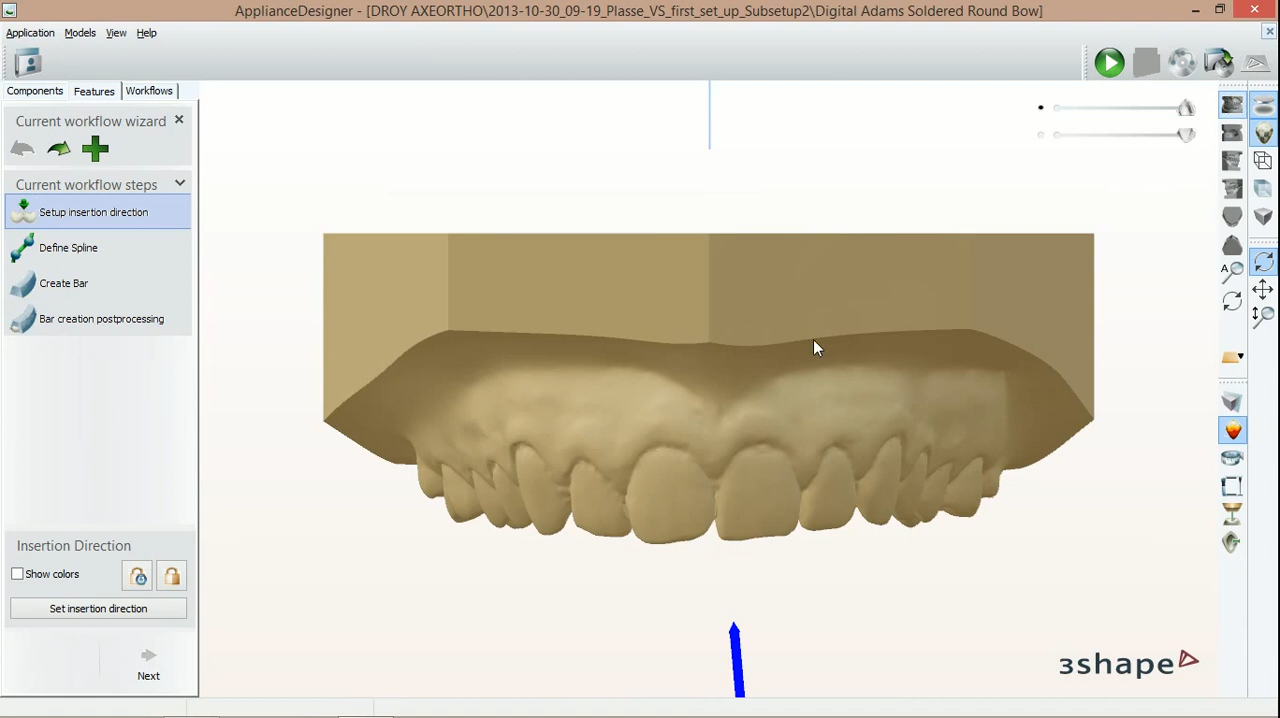 ApplianceDesigner - [DROY AXEORTHO\2013-10-30_09-19_Plasse_VS_first_set_up_Subsetup2\Digital Adams Soldered Round Bow]
Application Models View Help
Components Features Workflows
Current workflow wizard
Current workflow steps
Setup insertion direction
Define Spline
Create Bar
Bar creation postprocessing
Insertion Direction
Show colors
Set insertion direction
Next
3shape
A